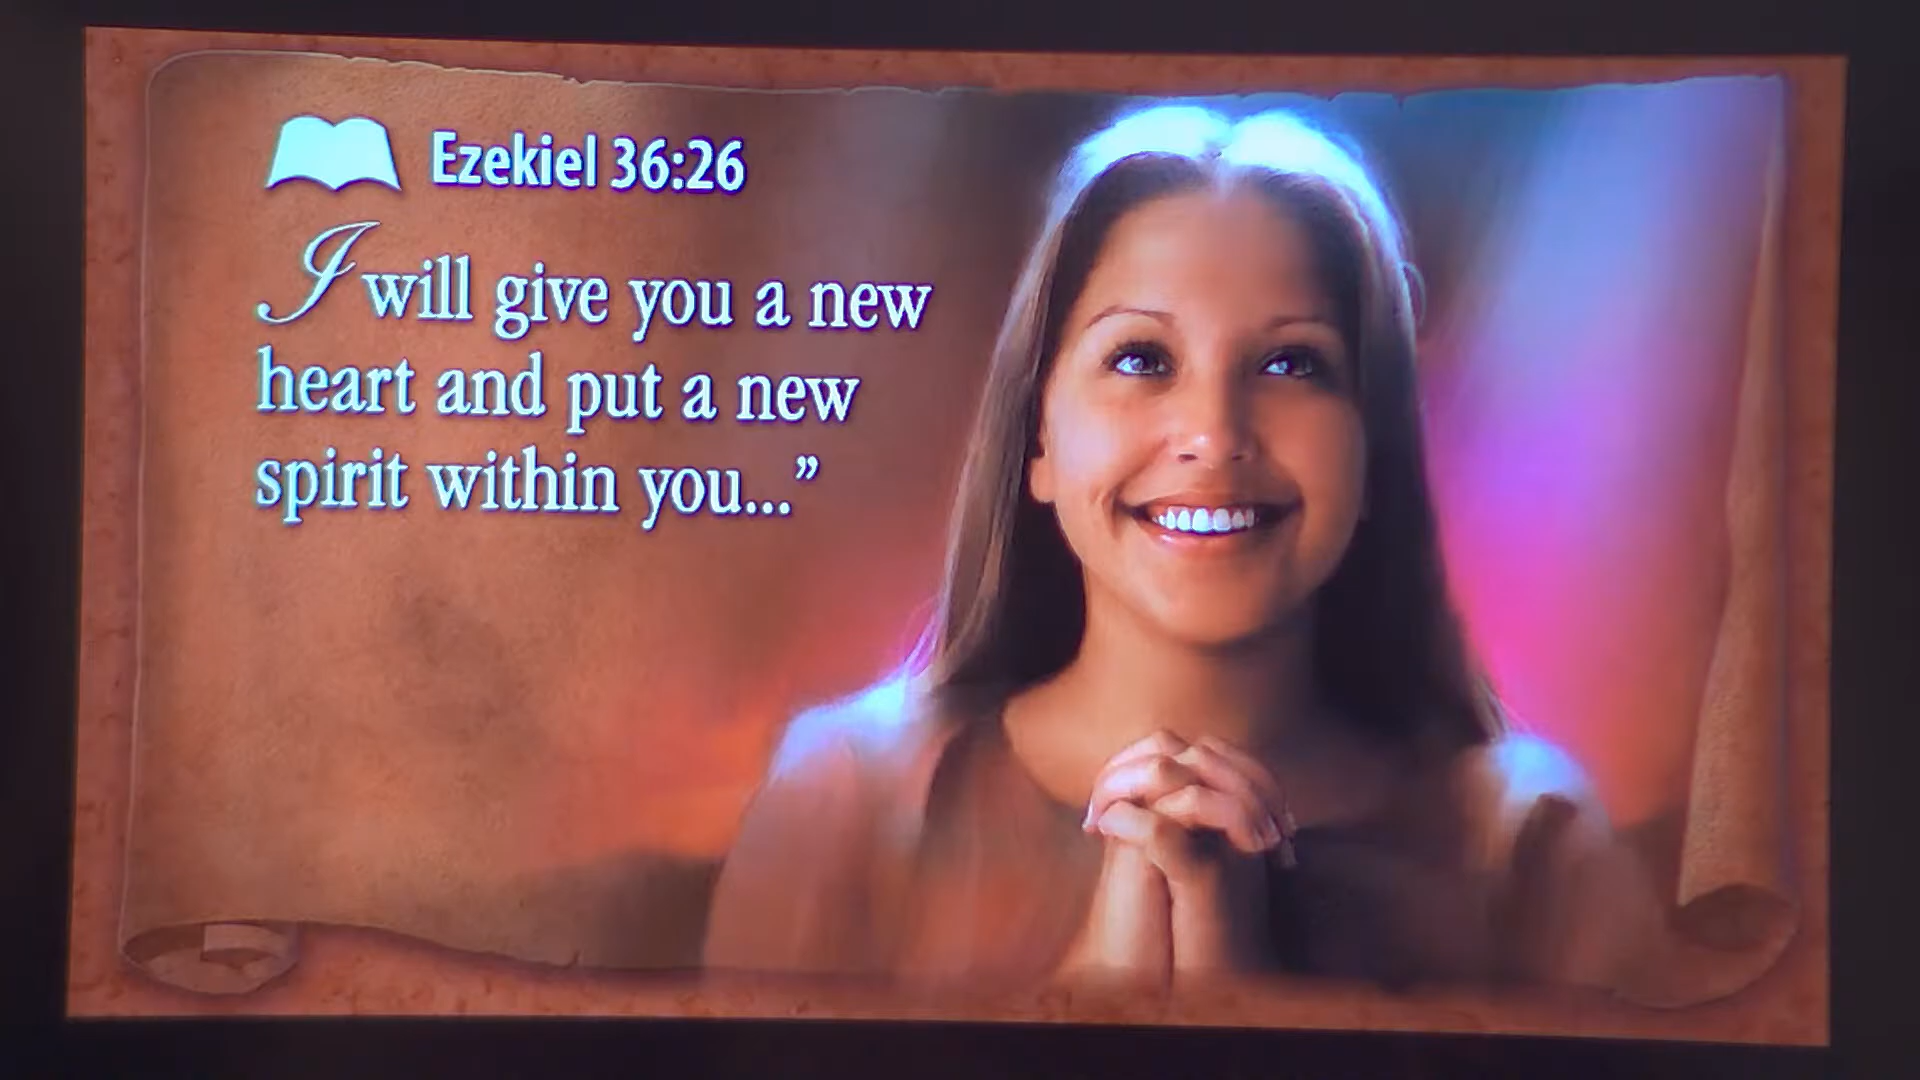 Ezekiel 36:26
I will give you a new
heart and put a new
spirit within you...”